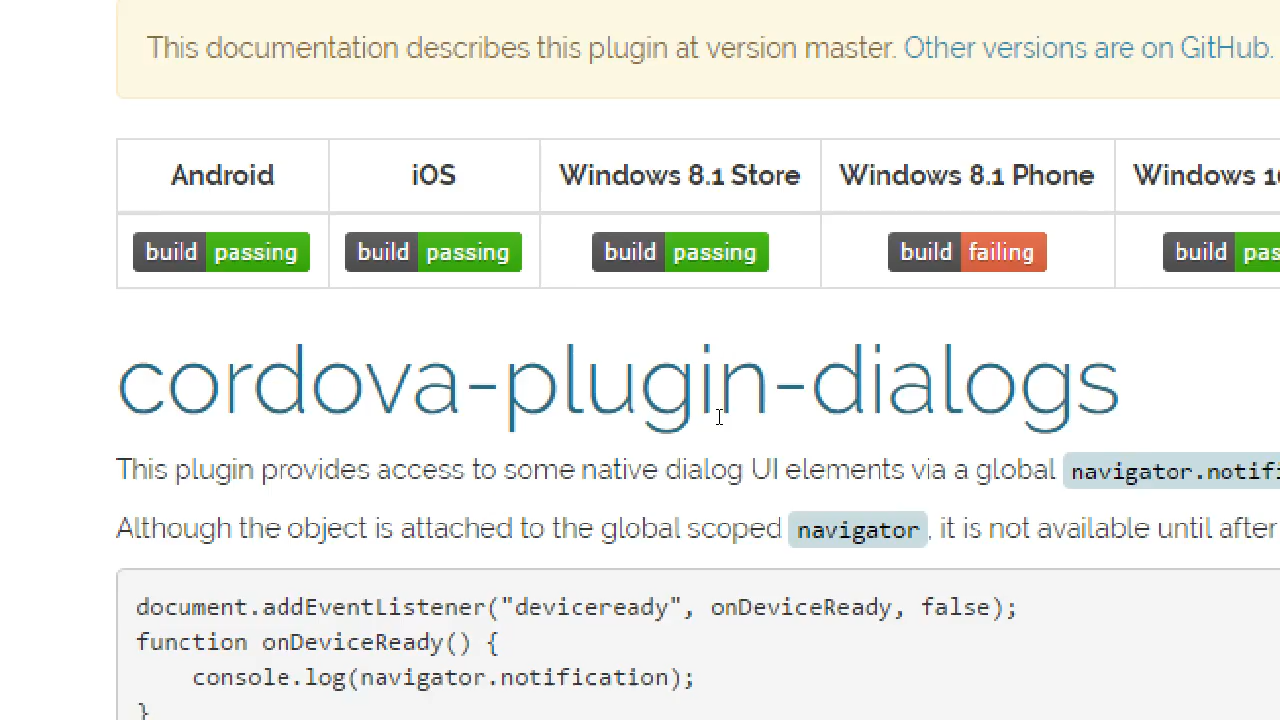 This documentation describes this plugin at version master. Other versions are on GitHub.
Android iOS Windows 8.1 Store Windows 8.1 Phone Windows
build passing build passing build passing build failing build
cordova-plugin-dialogs
This plugin provides access to some native dialog UI elements via a global
Although the object is attached to the global scoped navigator, it is not available until after
document.addEventListener("deviceready", onDeviceReady, false);
function onDeviceReady() {
console.log(navigator.notification);
}